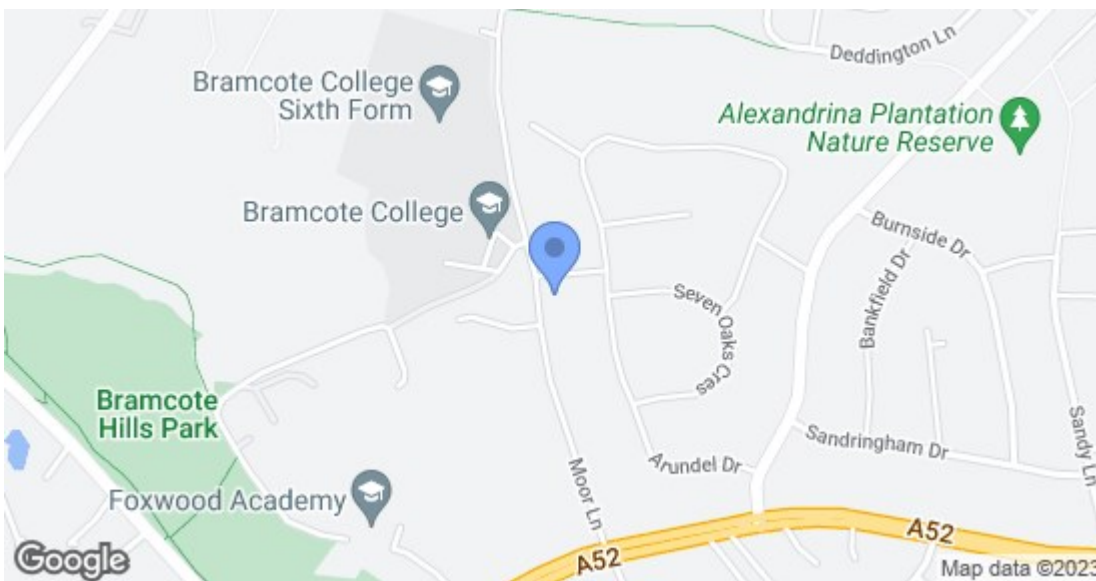 Deddington Ln
Bramcote College
Sixth Form
Alexandrina Plantation
Nature Reserve
Bramcote College
Burnside Dr
Bankfield Dr
Seven Oaks Cres
Bramcote
Hills Park
Sandringham Dr
Sandy Ln
Arundel Dr
Moor Ln
Foxwood Academy
A52
A52
Google
Map data ©2023